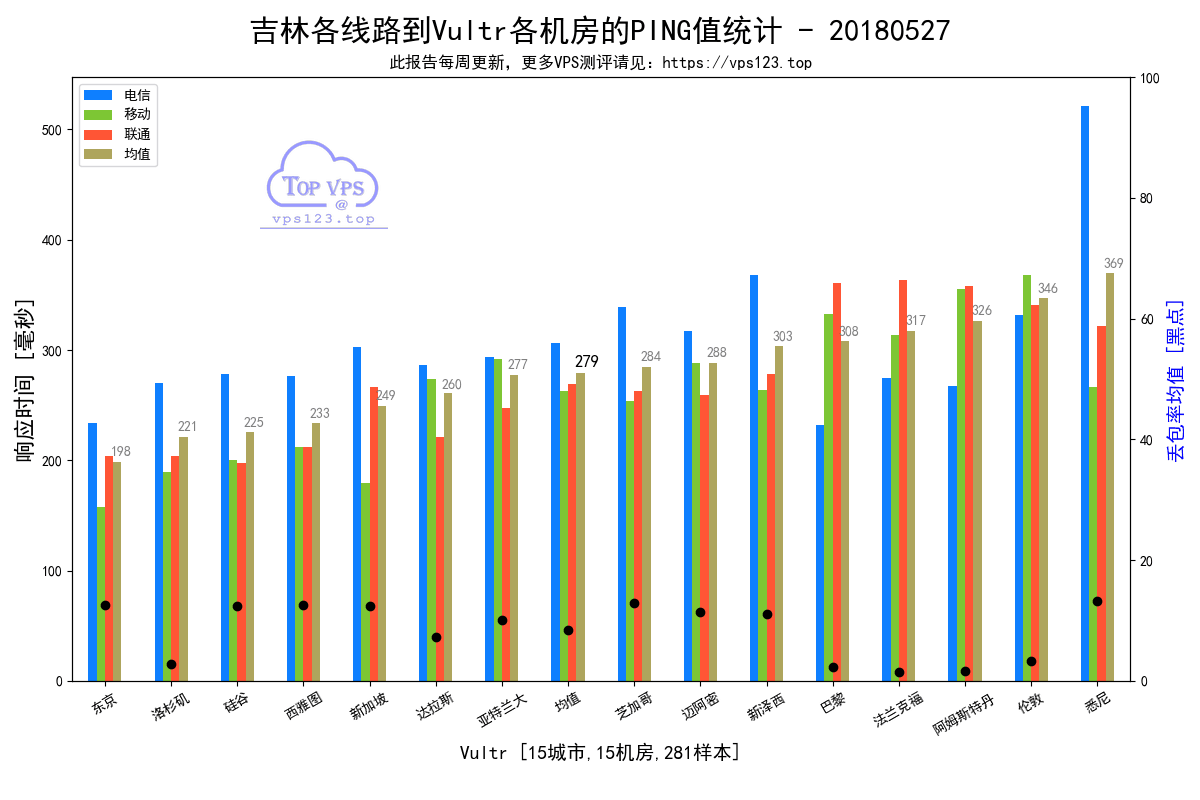 吉林各线路到Vultr各机房的PING值统计 - 20180527
此报告每周更新，更多VPS测评请见：https://vps123.top
电信
移动
联通
均值
TOP VPS
@
vps123.top
响应时间 [毫秒]
500
400
300
200
100
0
198
221
225
233
249
260
277
279
284
288
303
308
317
326
346
369
100
80
60
40
20
0
丢包率均值 [黑点]
东京
洛杉矶
硅谷
西雅图
新加坡
达拉斯
亚特兰大
均值
芝加哥
迈阿密
新泽西
巴黎
法兰克福
阿姆斯特丹
伦敦
悉尼
Vultr [15城市,15机房,281样本]